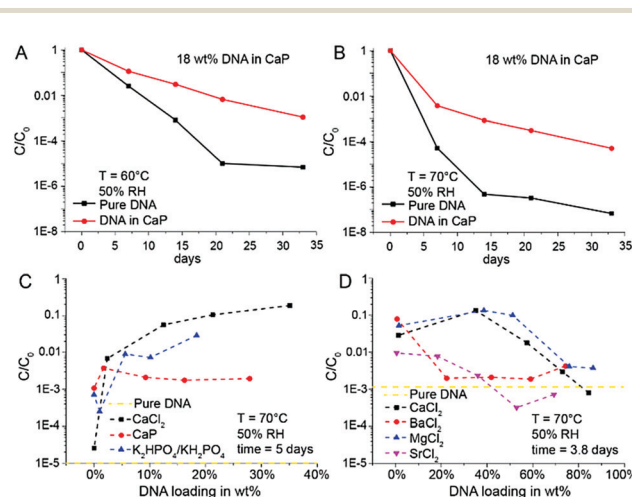 A
18 wt% DNA in CaP
C/C₀
1
0.01
1E-4
1E-6
1E-8
T = 60°C
50% RH
Pure DNA
DNA in CaP
0 5 10 15 20 25 30 35
days
B
18 wt% DNA in CaP
C/C₀
1
0.01
1E-4
1E-6
1E-8
T = 70°C
50% RH
Pure DNA
DNA in CaP
0 5 10 15 20 25 30 35
days
C
C/C₀
1
0.1
0.01
1E-3
1E-4
1E-5
Pure DNA
CaCl₂
CaP
K₂HPO₄/KH₂PO₄
T = 70°C
50% RH
time = 5 days
0% 10% 20% 30% 40%
DNA loading in wt%
D
C/C₀
1
0.1
0.01
1E-3
1E-4
1E-5
Pure DNA
CaCl₂
BaCl₂
MgCl₂
SrCl₂
T = 70°C
50% RH
time = 3.8 days
0% 20% 40% 60% 80% 100%
DNA loading in wt%